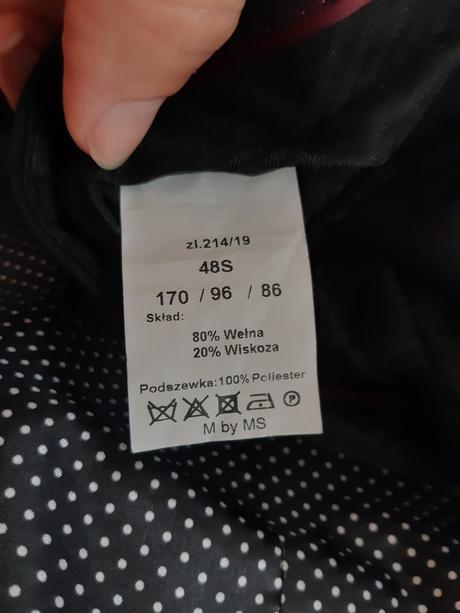 zl.214/19
48S
170 / 96 / 86
Skład:
80% Wełna
20% Wiskoza
Podszewka:100% Poliester
P
M by MS